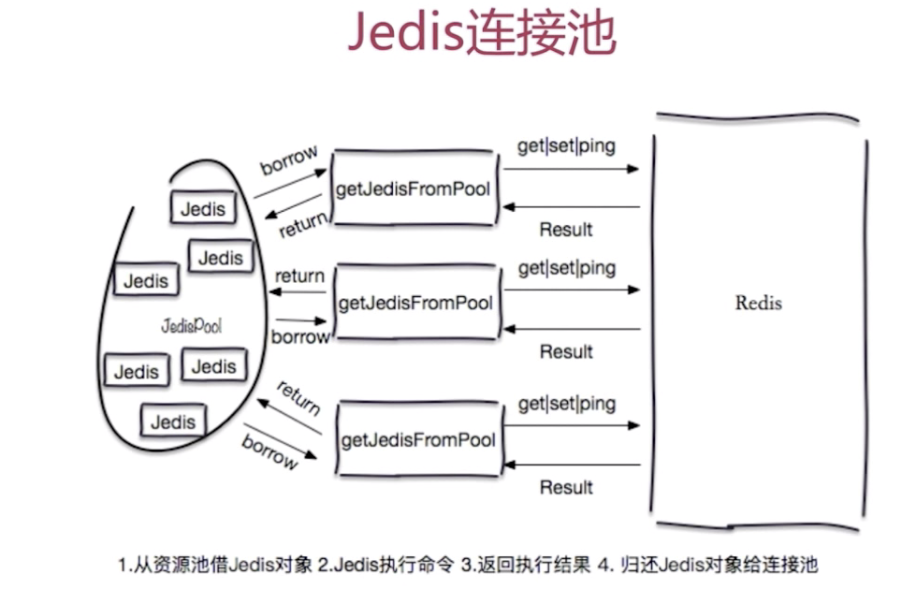 Jedis连接池
borrow
return
getJedisFromPool
get|set|ping
Result
Jedis
Jedis
Jedis
JedisPool
Jedis
Jedis
Jedis
return
borrow
getJedisFromPool
get|set|ping
Result
Redis
return
borrow
getJedisFromPool
get|set|ping
Result
1.从资源池借Jedis对象 2.Jedis执行命令 3.返回执行结果 4. 归还Jedis对象给连接池